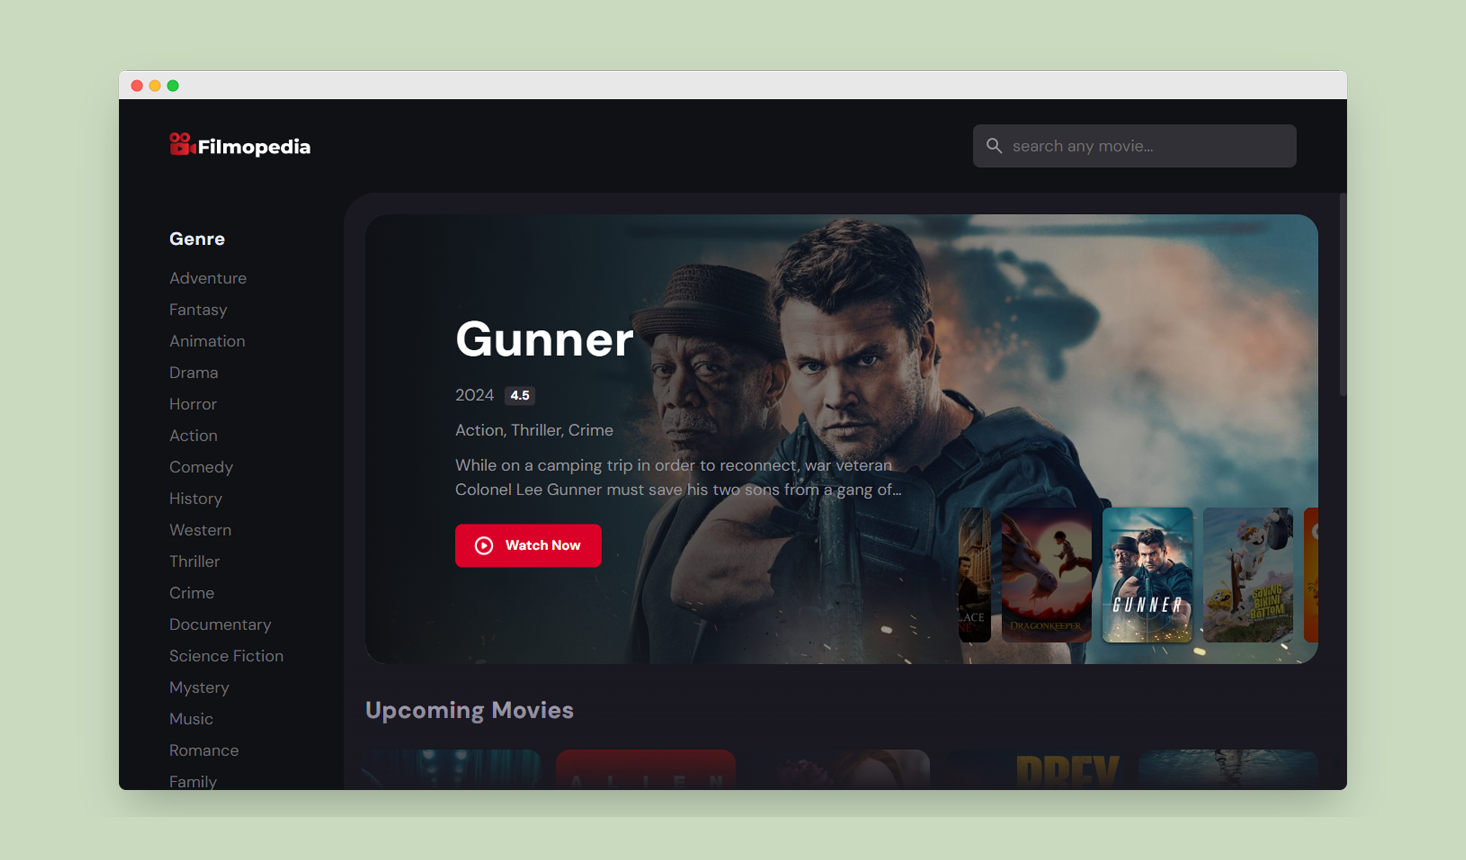 Filmopedia
search any movie...
Genre
Adventure
Fantasy
Animation
Drama
Horror
Action
Comedy
History
Western
Thriller
Crime
Documentary
Science Fiction
Mystery
Music
Romance
Family
Gunner
2024 4.5
Action, Thriller, Crime
While on a camping trip in order to reconnect, war veteran
Colonel Lee Gunner must save his two sons from a gang of...
Watch Now
LACE
NE
DRAGONKEEPER
GUNNER
SAVING
BIKINI
BOTTOM
Upcoming Movies
ALIEN
PREY